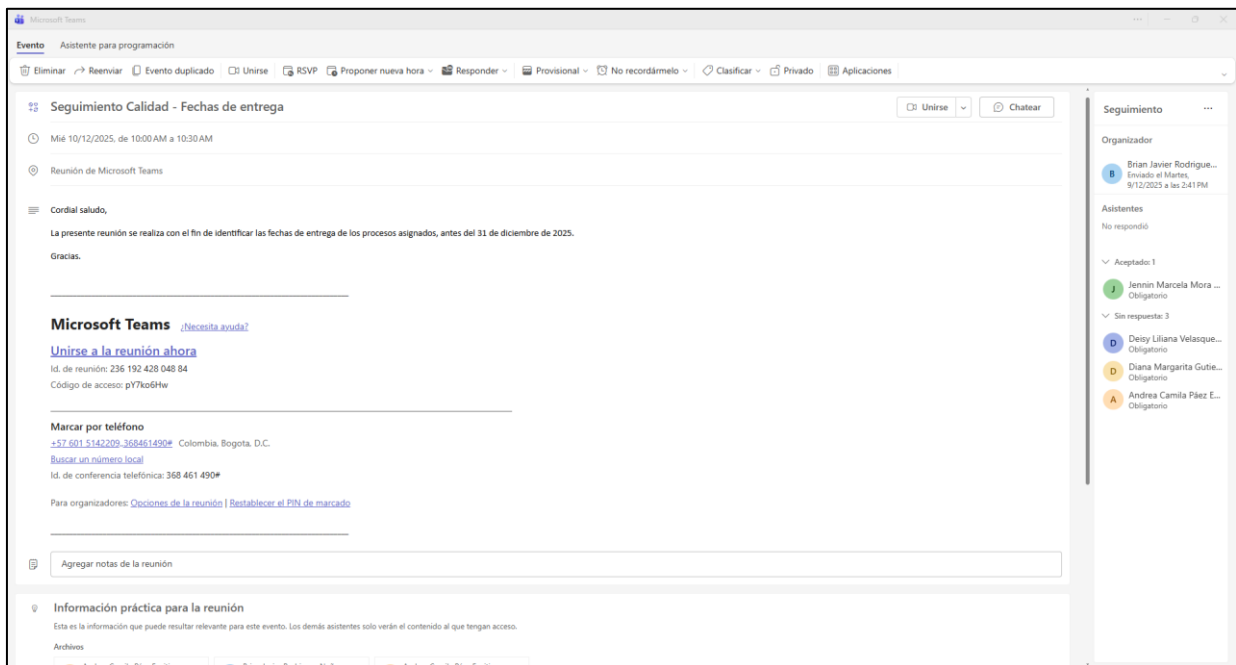 Microsoft Teams
Evento Asistente para programación
Eliminar Reenviar Evento duplicado Unirse RSVP Proponer nueva hora Responder Provisional No recordármelo Clasificar Privado Aplicaciones
Seguimiento Calidad - Fechas de entrega
Unirse Chatear
Mié 10/12/2025, de 10:00 AM a 10:30 AM
Reunión de Microsoft Teams
Cordial saludo,
La presente reunión se realiza con el fin de identificar las fechas de entrega de los procesos asignados, antes del 31 de diciembre de 2025.
Gracias.
Microsoft Teams ¿Necesita ayuda?
Unirse a la reunión ahora
Id. de reunión: 236 192 428 048 84
Código de acceso: pY7ko6Hw
Marcar por teléfono
+57 601 5142209,,368461490# Colombia, Bogota, D.C.
Buscar un número local
Id. de conferencia telefónica: 368 461 490#
Para organizadores: Opciones de la reunión | Restablecer el PIN de marcado
Agregar notas de la reunión
Información práctica para la reunión
Esta es la información que puede resultar relevante para este evento. Los demás asistentes solo verán el contenido al que tengan acceso.
Archivos
Seguimiento ...
Organizador
B
Brian Javier Rodrigue...
Enviado el Martes,
9/12/2025 a las 2:41 PM
Asistentes
No respondió
Aceptado: 1
J
Jennin Marcela Mora ...
Obligatorio
Sin respuesta: 3
D
Deisy Liliana Velasque...
Obligatorio
D
Diana Margarita Gutie...
Obligatorio
A
Andrea Camila Páez E...
Obligatorio